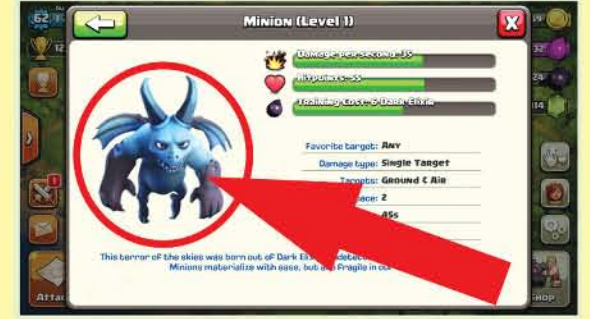 62
Minion (Level 1)
X
Damage per second: 35
Hitpoints: 55
Training Cost: 6 Dark Elixir
Favorite target: Any
Damage type: Single Target
Targets: Ground & Air
2
45s
This terror of the skies was born out of Dark
Minions materialize with ease, but are fragile in
Attac
Shop